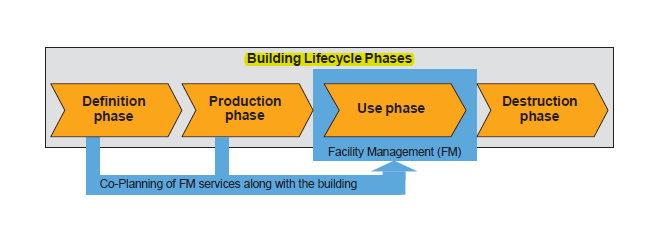 Building Lifecycle Phases
Definition
phase
Production
phase
Use phase
Destruction
phase
Facility Management (FM)
Co-Planning of FM services along with the building